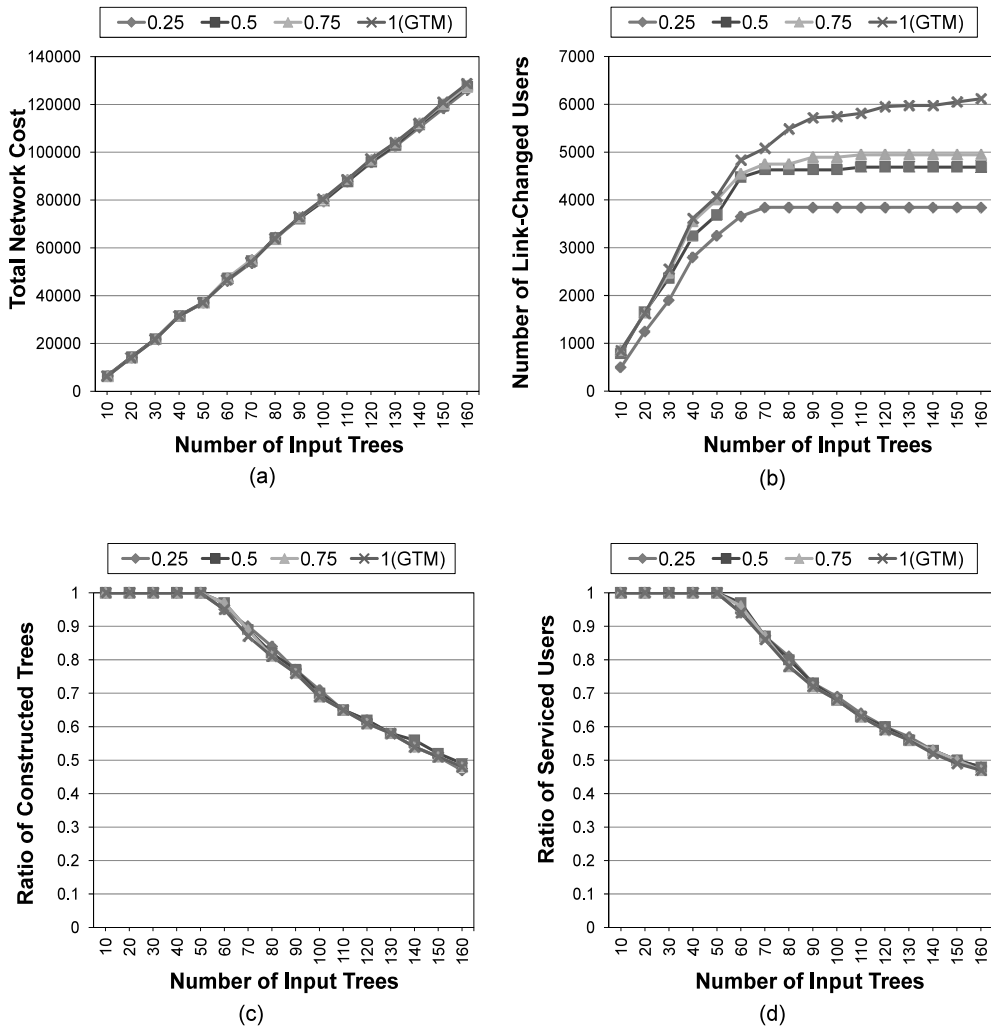 0.25 0.5 0.75 1(GTM)
Total Network Cost
140000
120000
100000
80000
60000
40000
20000
0
10 20 30 40 50 60 70 80 90 100 110 120 130 140 150 160
Number of Input Trees
(a)
0.25 0.5 0.75 1(GTM)
Number of Link-Changed Users
7000
6000
5000
4000
3000
2000
1000
0
10 20 30 40 50 60 70 80 90 100 110 120 130 140 150 160
Number of Input Trees
(b)
0.25 0.5 0.75 1(GTM)
Ratio of Constructed Trees
1
0.9
0.8
0.7
0.6
0.5
0.4
0.3
0.2
0.1
0
10 20 30 40 50 60 70 80 90 100 110 120 130 140 150 160
Number of Input Trees
(c)
0.25 0.5 0.75 1(GTM)
Ratio of Serviced Users
1
0.9
0.8
0.7
0.6
0.5
0.4
0.3
0.2
0.1
0
10 20 30 40 50 60 70 80 90 100 110 120 130 140 150 160
Number of Input Trees
(d)